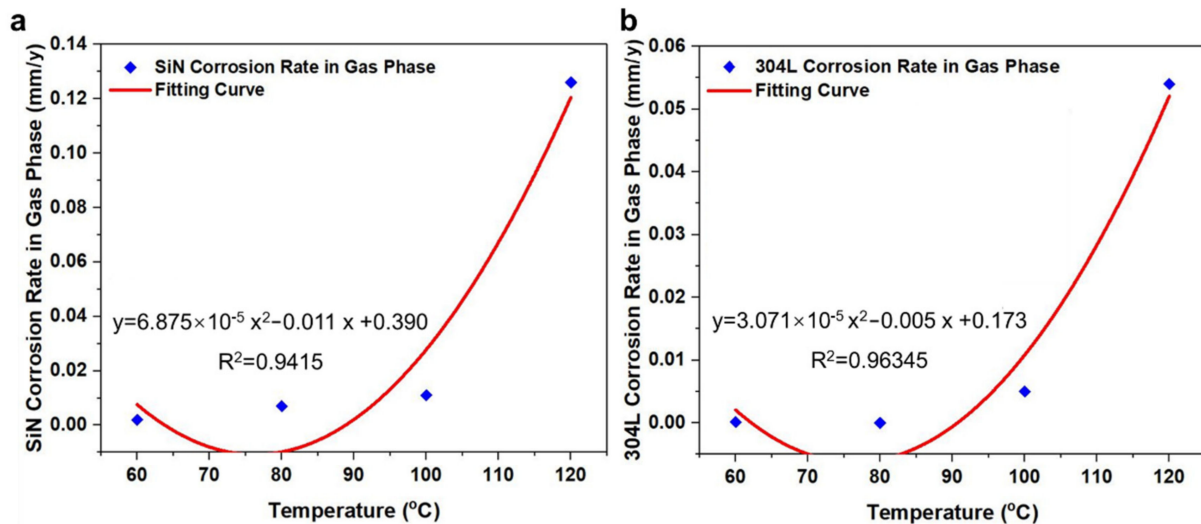 a
SiN Corrosion Rate in Gas Phase (mm/y)
0.14
0.12
0.10
0.08
0.06
0.04
0.02
0.00
SiN Corrosion Rate in Gas Phase
Fitting Curve
y=6.875×10⁻⁵ x²−0.011 x +0.390
R²=0.9415
60
70
80
90
100
110
120
Temperature (°C)
b
304L Corrosion Rate in Gas Phase (mm/y)
0.06
0.05
0.04
0.03
0.02
0.01
0.00
304L Corrosion Rate in Gas Phase
Fitting Curve
y=3.071×10⁻⁵ x²−0.005 x +0.173
R²=0.96345
60
70
80
90
100
110
120
Temperature (°C)